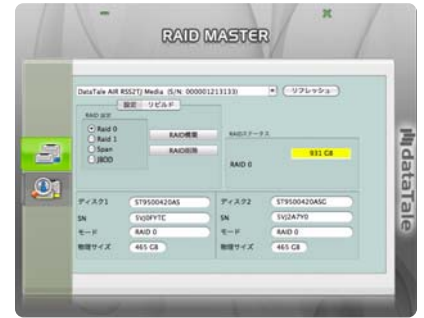 RAID MASTER
DataTale AIR RSS2TJ Media (S/N: 000001213133)
リフレッシュ
設定 リビルド
RAID 設定
Raid 0
Raid 1
Span
JBOD
RAID構築
RAID削除
RAIDステータス
931 GB
RAID 0
ディスク1 ST9500420AS
SN 5VJ0FYTC
モード RAID 0
物理サイズ 465 GB
ディスク2 ST9500420ASG
SN 5VJ2A7Y0
モード RAID 0
物理サイズ 465 GB
dataTale